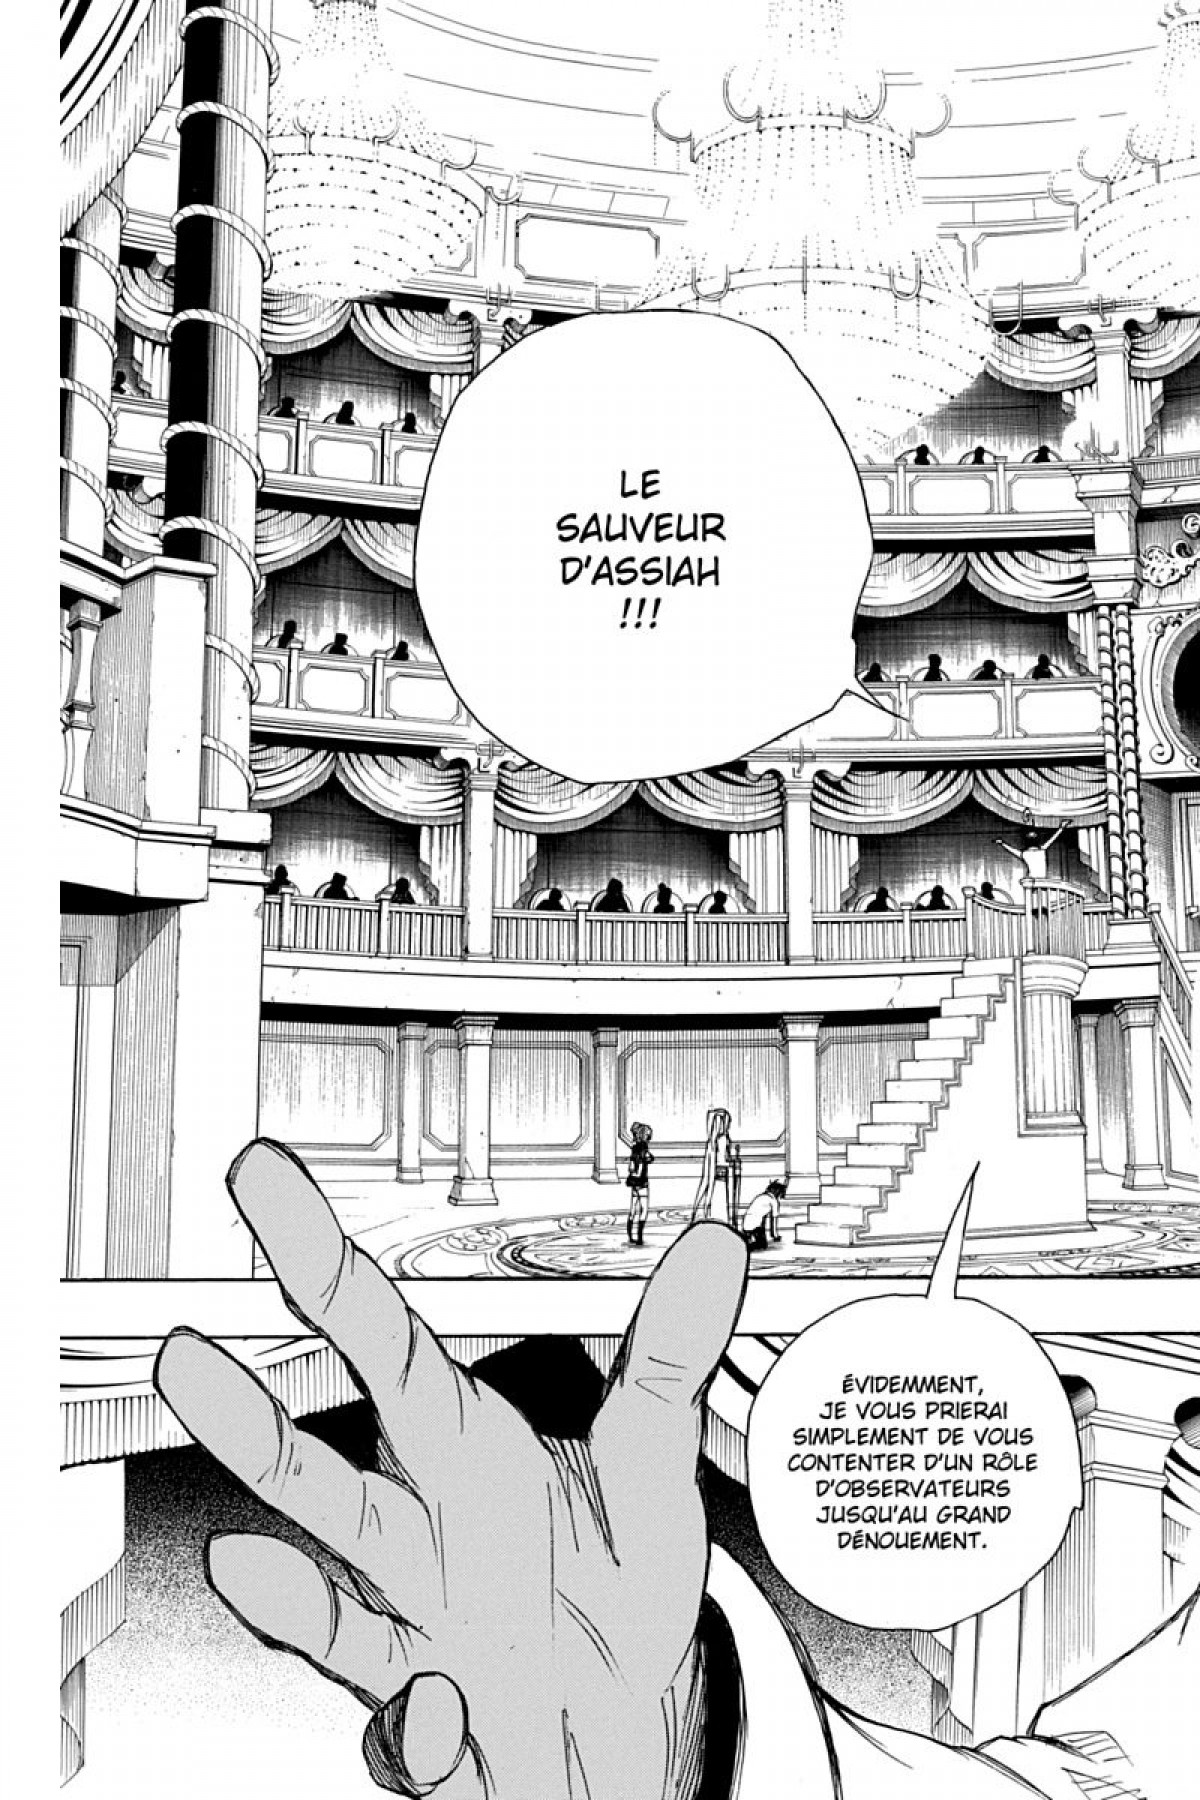 LE
SAUVEUR
D'ASSIAH
!!!
ÉVIDEMMENT,
JE VOUS PRIERAI
SIMPLEMENT DE VOUS
CONTENTER D'UN RÔLE
D'OBSERVATEURS
JUSQU'AU GRAND
DÉNOUEMENT.